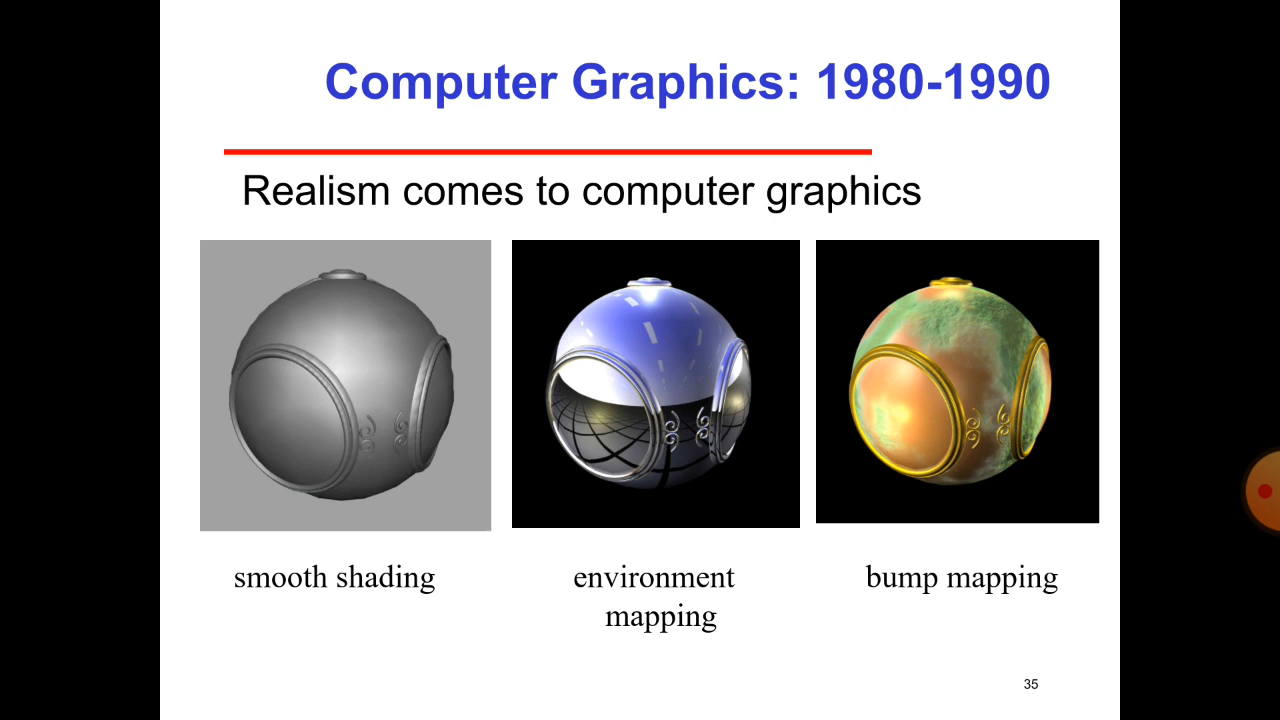 Computer Graphics: 1980-1990
Realism comes to computer graphics
smooth shading
environment
mapping
bump mapping
35